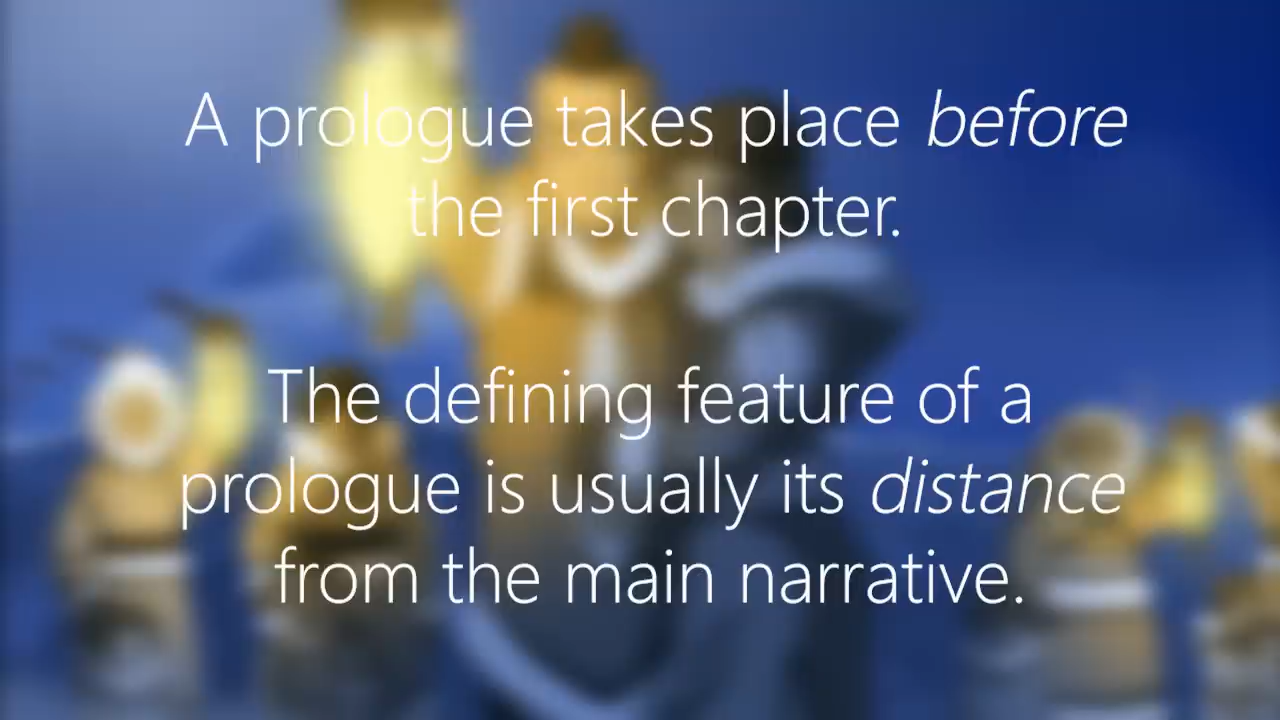 A prologue takes place before
the first chapter.
The defining feature of a
prologue is usually its distance
from the main narrative.